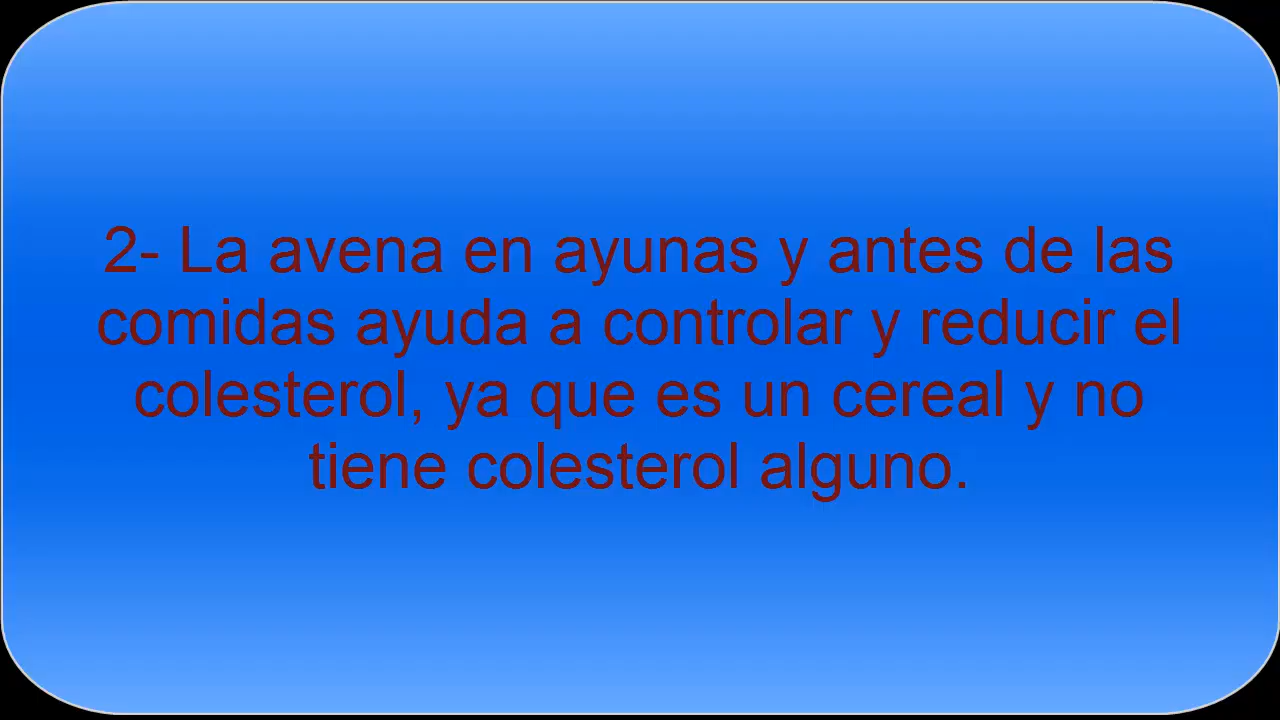 2- La avena en ayunas y antes de las
comidas ayuda a controlar y reducir el
colesterol, ya que es un cereal y no
tiene colesterol alguno.